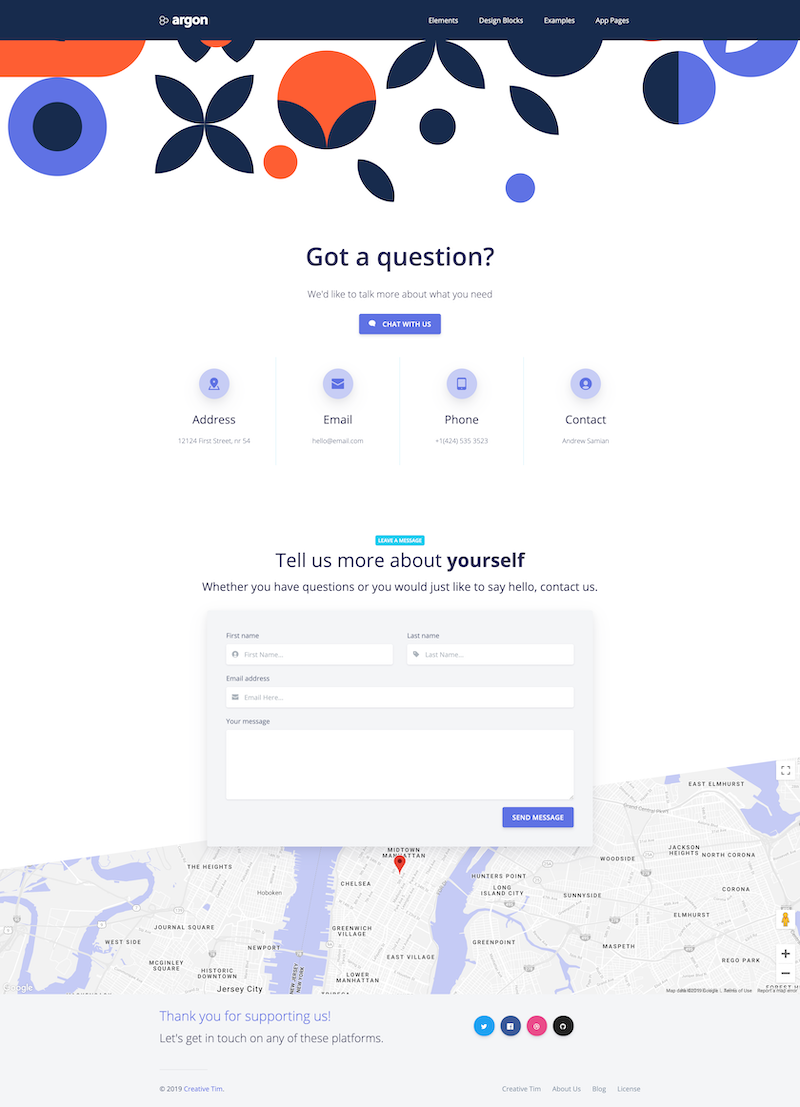 argon
Elements Design Blocks Examples App Pages
Got a question?
We'd like to talk more about what you need
CHAT WITH US
Address
12124 First Street, nr 54
Email
hello@email.com
Phone
+1(424) 535 3523
Contact
Andrew Samian
LEAVE A MESSAGE
Tell us more about yourself
Whether you have questions or you would just like to say hello, contact us.
First name
Last name
First Name...
Last Name...
Email address
Email Here...
Your message
SEND MESSAGE
EAST ELMHURST
Grand Central Pkwy
MIDTOWN
MANHATTAN
JACKSON
HEIGHTS
NORTH CORONA
WOODSIDE
THE HEIGHTS
HUNTERS POINT
CHELSEA
LONG
ISLAND CITY
CORONA
Hoboken
SUNNYSIDE
ELMHURST
JOURNAL SQUARE
GREENWICH
VILLAGE
WEST SIDE
NEWPORT
GREENPOINT
MASPETH
EAST VILLAGE
REGO PARK
MCGINLEY
SQUARE
HISTORIC
DOWNTOWN
LOWER
MANHATTAN
NEW JERSEY
NEW YORK
Jersey City
TRIBECA
FOREST H
Google
Map data ©2019 Google Terms of Use Report a map error
Thank you for supporting us!
Let's get in touch on any of these platforms.
© 2019 Creative Tim.
Creative Tim About Us Blog License